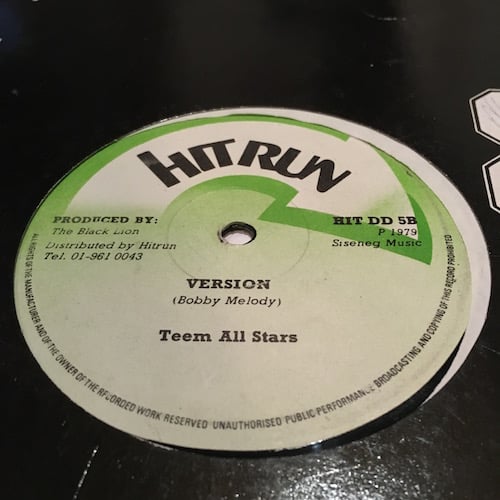 HIT RUN
PRODUCED BY:
The Black Lion
Distributed by Hitrun
Tel. 01-961 0043
HIT DD 5B
P 1979
Siseneg Music
VERSION
(Bobby Melody)
Teem All Stars
ALL RIGHTS OF THE MANUFACTURER AND OF THE OWNER OF THE RECORDED WORK RESERVED UNAUTHORISED PUBLIC PERFORMANCE BROADCASTING AND COPYING OF THIS RECORD PROHIBITED